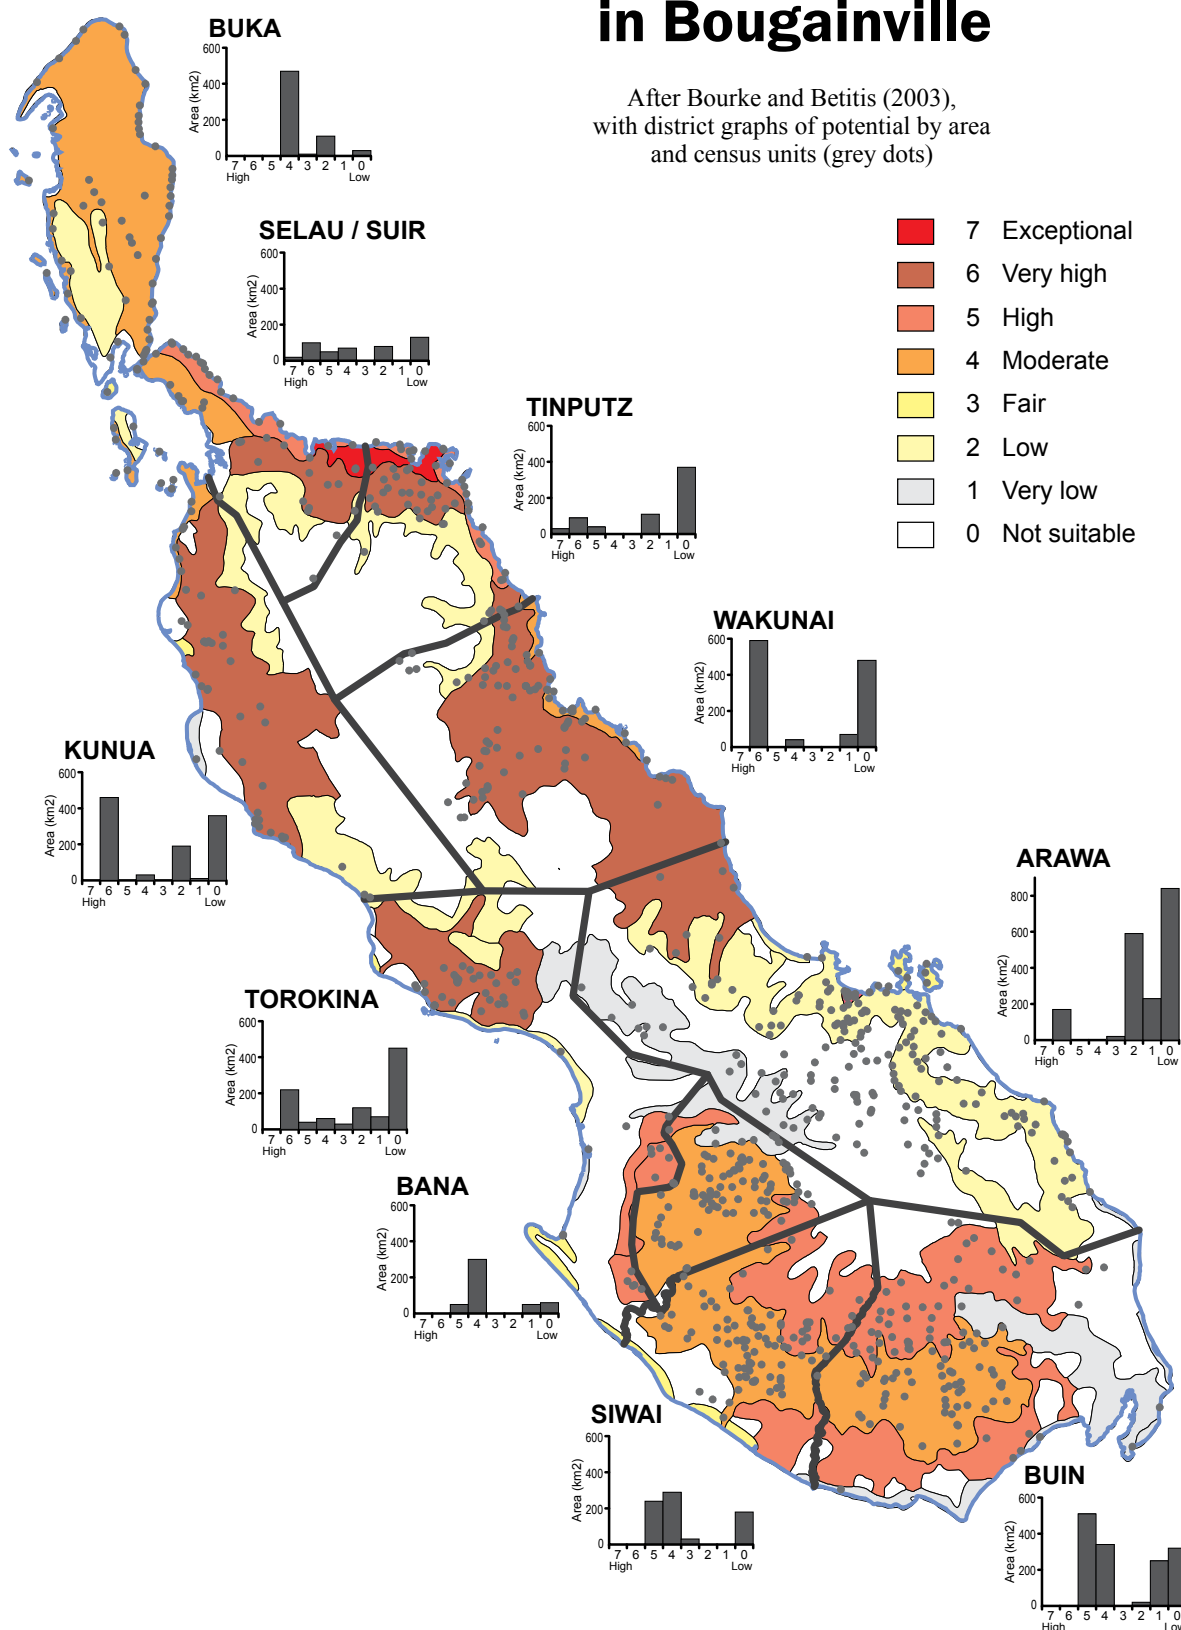 in Bougainville
After Bourke and Betitis (2003),
with district graphs of potential by area
and census units (grey dots)
7 Exceptional
6 Very high
5 High
4 Moderate
3 Fair
2 Low
1 Very low
0 Not suitable
BUKA
Area (km2)
600
400
200
0
7 6 5 4 3 2 1 0
High Low
SELAU / SUIR
Area (km2)
600
400
200
0
7 6 5 4 3 2 1 0
High Low
TINPUTZ
Area (km2)
600
400
200
0
7 6 5 4 3 2 1 0
High Low
WAKUNAI
Area (km2)
600
400
200
0
7 6 5 4 3 2 1 0
High Low
KUNUA
Area (km2)
600
400
200
0
7 6 5 4 3 2 1 0
High Low
ARAWA
Area (km2)
800
600
400
200
0
7 6 5 4 3 2 1 0
High Low
TOROKINA
Area (km2)
600
400
200
0
7 6 5 4 3 2 1 0
High Low
BANA
Area (km2)
600
400
200
0
7 6 5 4 3 2 1 0
High Low
SIWAI
Area (km2)
600
400
200
0
7 6 5 4 3 2 1 0
High Low
BUIN
Area (km2)
600
400
200
0
7 6 5 4 3 2 1 0
High Low